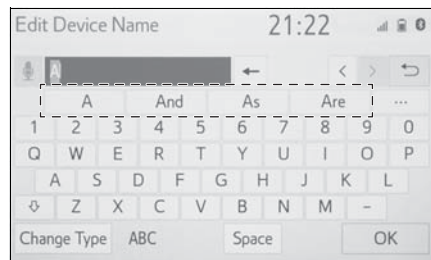 Edit Device Name 21:22 0
A
A And As Are ...
1 2 3 4 5 6 7 8 9 0
Q W E R T Y U I O P
A S D F G H J K L
Z X C V B N M –
Change Type ABC Space OK